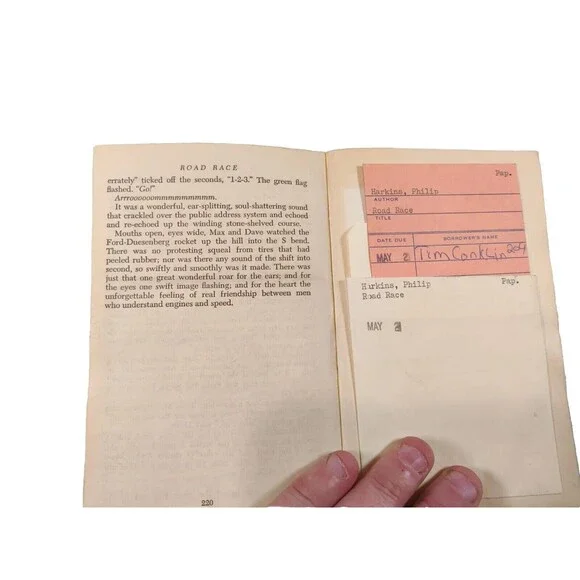 ROAD RACE
errately" ticked off the seconds, "1-2-3." The green flag
flashed. "Go!"
Arrrooooommmmmmmmmm.
It was a wonderful, ear-splitting, soul-shattering sound
that crackled over the public address system and echoed
and re-echoed up the winding stone-shelved course.
Mouths open, eyes wide, Max and Dave watched the
Ford-Duesenberg rocket up the hill into the S bend.
There was no protesting squeal from tires that had
peeled rubber; nor was there any sound of the shift into
second, so swiftly and smoothly was it made. There was
just that one great wonderful roar for the ears; and for
the eyes one swift image flashing; and for the heart the
unforgettable feeling of real friendship between men
who understand engines and speed.
220
Pap.
Harkins, Philip
AUTHOR
Road Race
TITLE
DATE DUE BORROWER'S NAME
MAY 2 Tim Conklin 204
Harkins, Philip Pap.
Road Race
MAY 2